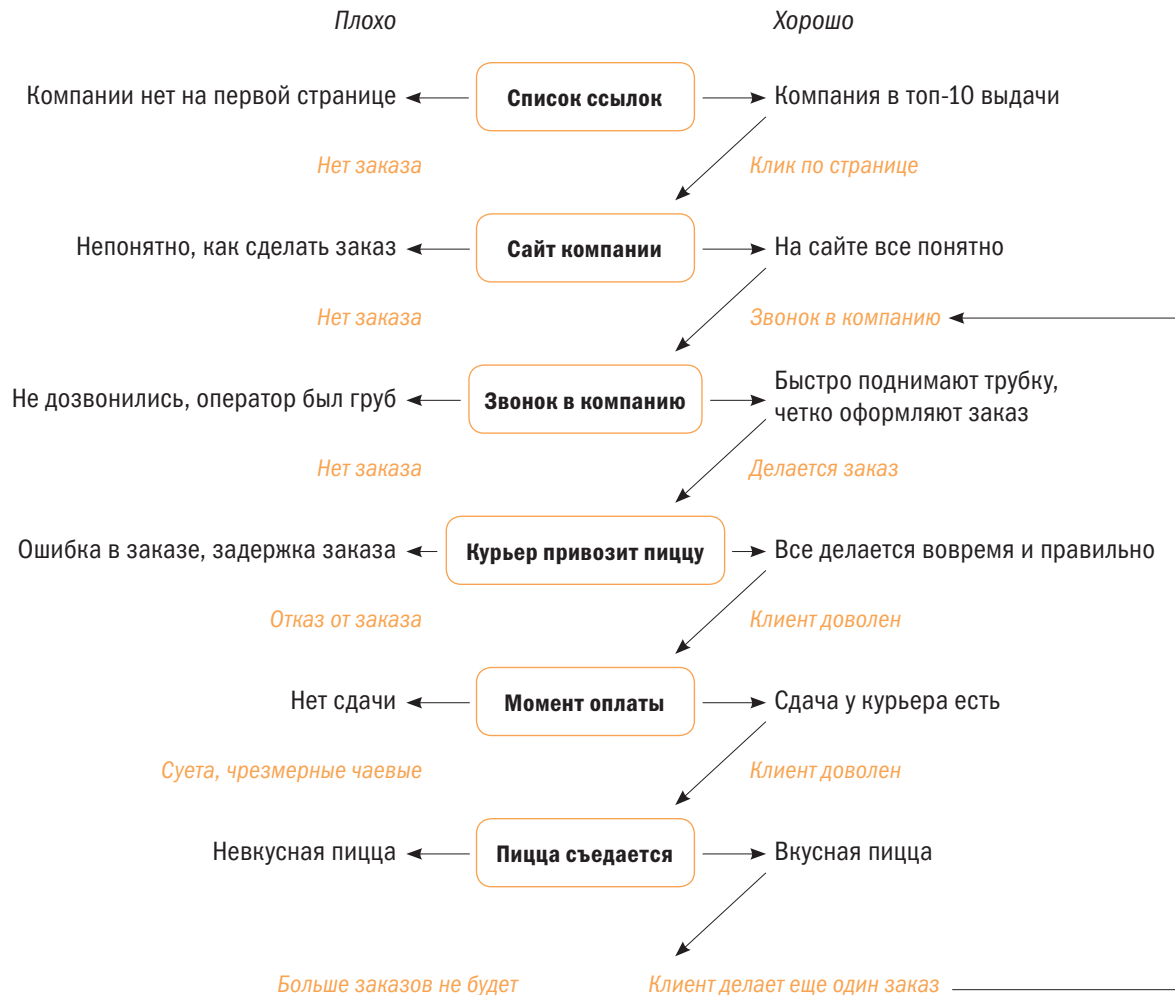 Плохо
Хорошо
Компании нет на первой странице
Список ссылок
Компания в топ-10 выдачи
Нет заказа
Клик по странице
Непонятно, как сделать заказ
Сайт компании
На сайте все понятно
Нет заказа
Звонок в компанию
Не дозвонились, оператор был груб
Звонок в компанию
Быстро поднимают трубку,
четко оформляют заказ
Нет заказа
Делается заказ
Ошибка в заказе, задержка заказа
Курьер привозит пиццу
Все делается вовремя и правильно
Отказ от заказа
Клиент доволен
Нет сдачи
Момент оплаты
Сдача у курьера есть
Суета, чрезмерные чаевые
Клиент доволен
Невкусная пицца
Пицца съедается
Вкусная пицца
Больше заказов не будет
Клиент делает еще один заказ